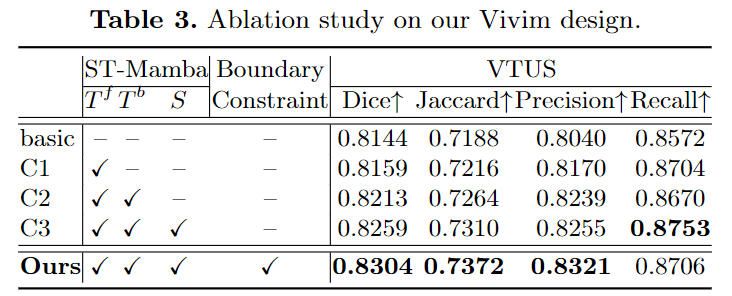 Table 3. Ablation study on our Vivim design.
ST-Mamba Boundary VTUS
T^f T^b S Constraint Dice↑ Jaccard↑ Precision↑ Recall↑
basic – – – – 0.8144 0.7188 0.8040 0.8572
C1 ✓ – – – 0.8159 0.7216 0.8170 0.8704
C2 ✓ ✓ – – 0.8213 0.7264 0.8239 0.8670
C3 ✓ ✓ ✓ – 0.8259 0.7310 0.8255 0.8753
Ours ✓ ✓ ✓ ✓ 0.8304 0.7372 0.8321 0.8706